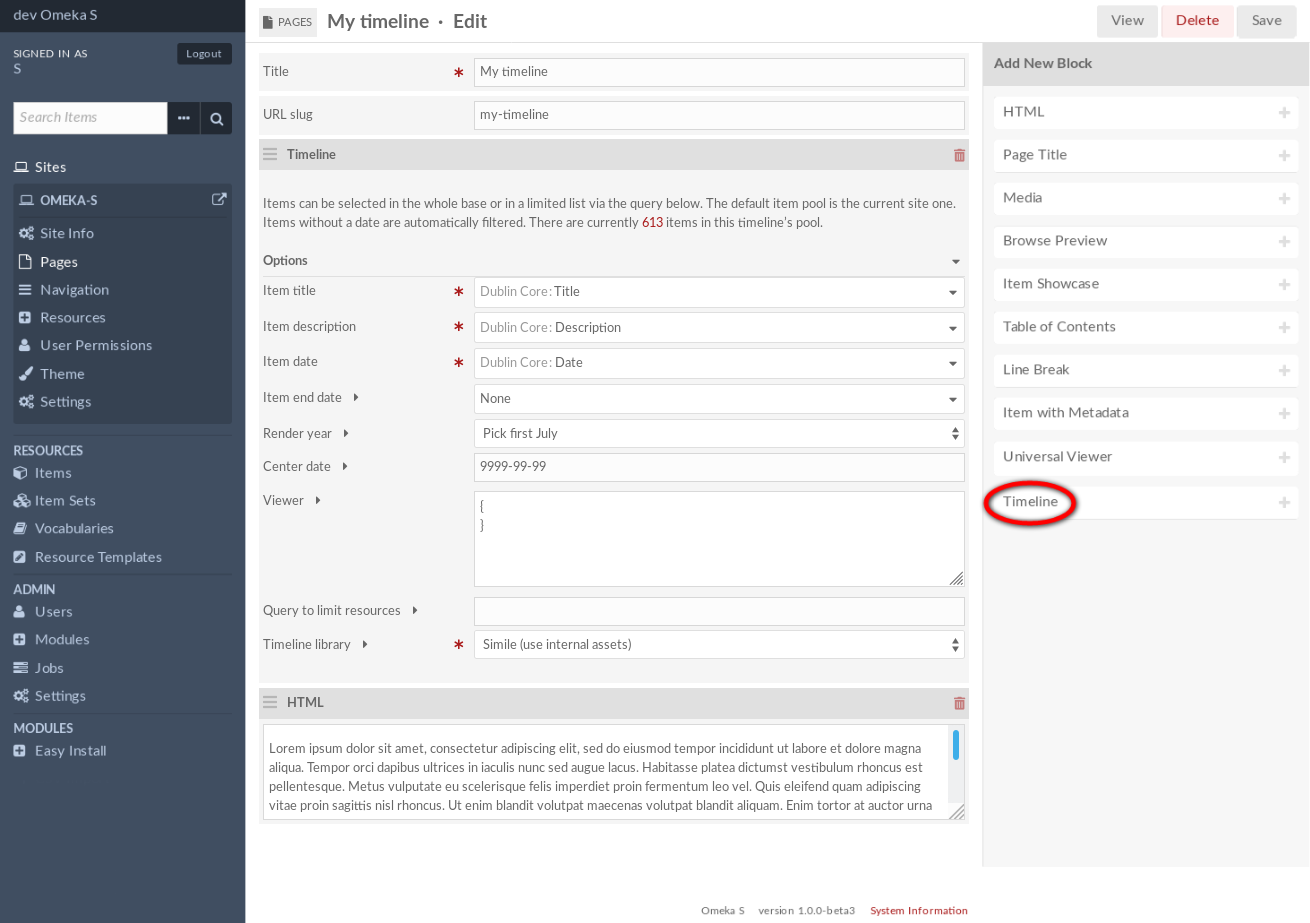 dev Omeka S
SIGNED IN AS
S
Logout
Search Items
Sites
OMEKA-S
Site Info
Pages
Navigation
Resources
User Permissions
Theme
Settings
RESOURCES
Items
Item Sets
Vocabularies
Resource Templates
ADMIN
Users
Modules
Jobs
Settings
MODULES
Easy Install
PAGES My timeline · Edit
View Delete Save
Title * My timeline
URL slug my-timeline
Timeline
Items can be selected in the whole base or in a limited list via the query below. The default item pool is the current site one.
Items without a date are automatically filtered. There are currently 613 items in this timeline's pool.
Options
Item title * Dublin Core: Title
Item description * Dublin Core: Description
Item date * Dublin Core: Date
Item end date None
Render year Pick first July
Center date 9999-99-99
Viewer {
}
Query to limit resources
Timeline library * Simile (use internal assets)
HTML
Lorem ipsum dolor sit amet, consectetur adipiscing elit, sed do eiusmod tempor incididunt ut labore et dolore magna
aliqua. Tempor orci dapibus ultrices in iaculis nunc sed augue lacus. Habitasse platea dictumst vestibulum rhoncus est
pellentesque. Metus vulputate eu scelerisque felis imperdiet proin fermentum leo vel. Quis eleifend quam adipiscing
vitae proin sagittis nisl rhoncus. Ut enim blandit volutpat maecenas volutpat blandit aliquam. Enim tortor at auctor urna
Add New Block
HTML
Page Title
Media
Browse Preview
Item Showcase
Table of Contents
Line Break
Item with Metadata
Universal Viewer
Timeline
Omeka S version 1.0.0-beta3 System Information